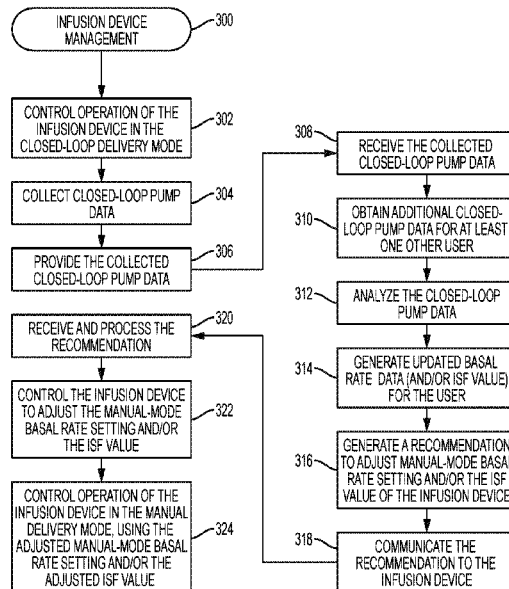 INFUSION DEVICE
MANAGEMENT
300
CONTROL OPERATION OF THE
INFUSION DEVICE IN THE
CLOSED-LOOP DELIVERY MODE
302
COLLECT CLOSED-LOOP PUMP
DATA
304
PROVIDE THE COLLECTED
CLOSED-LOOP PUMP DATA
306
308
RECEIVE THE COLLECTED
CLOSED-LOOP PUMP DATA
310
OBTAIN ADDITIONAL CLOSED-
LOOP PUMP DATA FOR AT LEAST
ONE OTHER USER
312
ANALYZE THE CLOSED-LOOP
PUMP DATA
314
GENERATE UPDATED BASAL
RATE DATA (AND/OR ISF VALUE)
FOR THE USER
316
GENERATE A RECOMMENDATION
TO ADJUST MANUAL-MODE BASAL
RATE SETTING AND/OR THE ISF
VALUE OF THE INFUSION DEVICE
318
COMMUNICATE THE
RECOMMENDATION TO THE
INFUSION DEVICE
RECEIVE AND PROCESS THE
RECOMMENDATION
320
CONTROL THE INFUSION DEVICE
TO ADJUST THE MANUAL-MODE
BASAL RATE SETTING AND/OR
THE ISF VALUE
322
CONTROL OPERATION OF THE
INFUSION DEVICE IN THE MANUAL
DELIVERY MODE, USING THE
ADJUSTED MANUAL-MODE BASAL
RATE SETTING AND/OR THE
ADJUSTED ISF VALUE
324